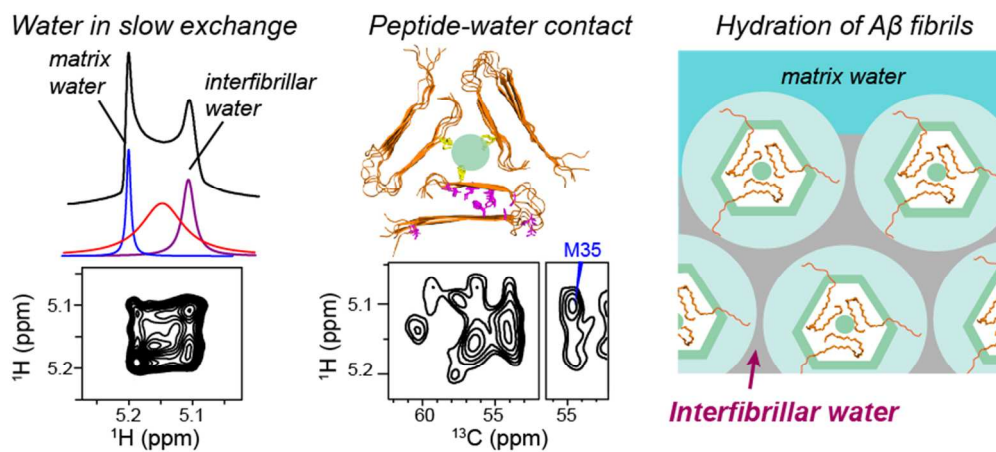 Water in slow exchange
matrix
water
interfibrillar
water
5.1
5.2
¹H (ppm)
5.2 5.1
¹H (ppm)
Peptide-water contact
M35
5.1
5.2
¹H (ppm)
60 55 55
¹³C (ppm)
Hydration of Aβ fibrils
matrix water
Interfibrillar water